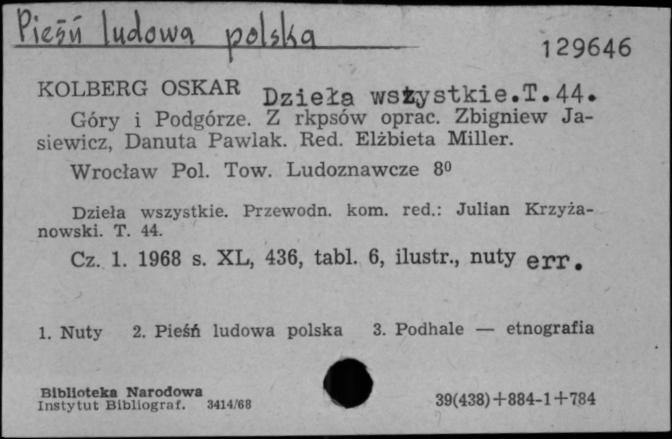 Pieśń ludowa polska
129646
KOLBERG OSKAR Dzieła wszystkie.T.44.
Góry i Podgórze. Z rkpsów oprac. Zbigniew Ja-
siewicz, Danuta Pawlak. Red. Elżbieta Miller.
Wrocław Pol. Tow. Ludoznawcze 8⁰
Dzieła wszystkie. Przewodn. kom. red.: Julian Krzyża-
nowski. T. 44.
Cz. 1. 1968 s. XL, 436, tabl. 6, ilustr., nuty err.
1. Nuty 2. Pieśń ludowa polska 3. Podhale — etnografia
Biblioteka Narodowa
Instytut Bibliograf. 3414/68
39(438)+884-1+784